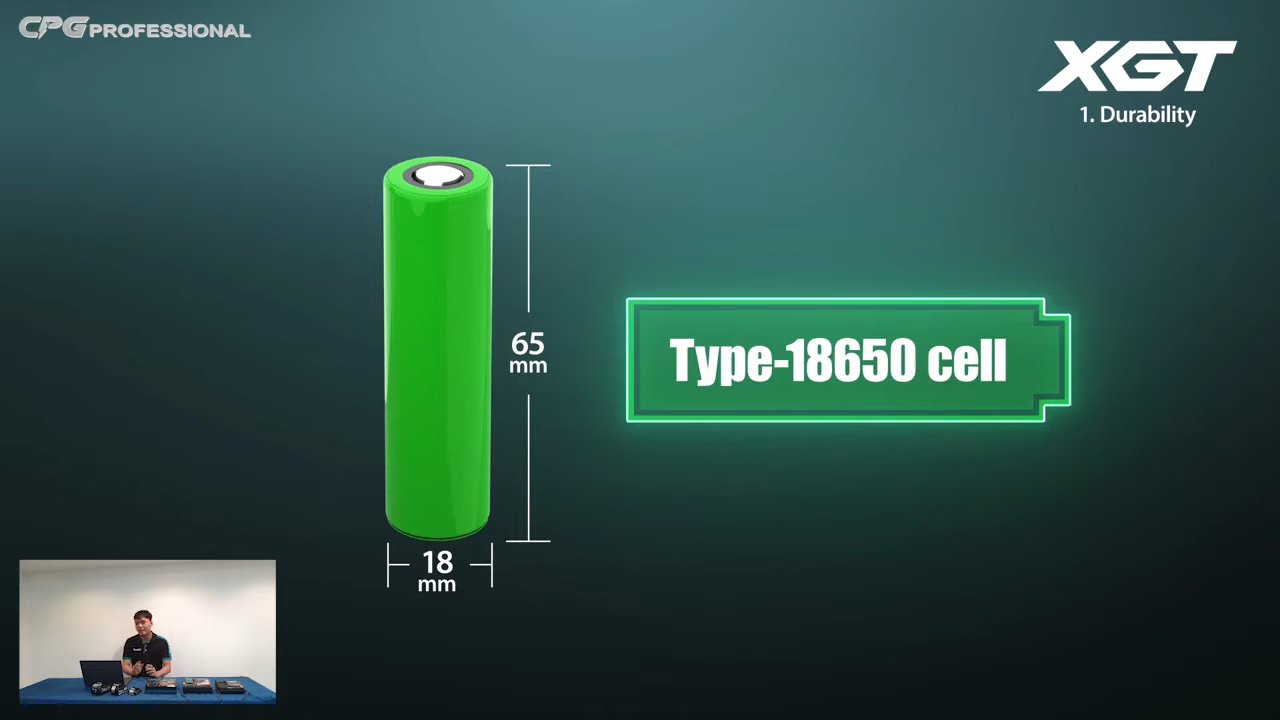 CPG PROFESSIONAL
XGT
1. Durability
65
mm
Type-18650 cell
18
mm